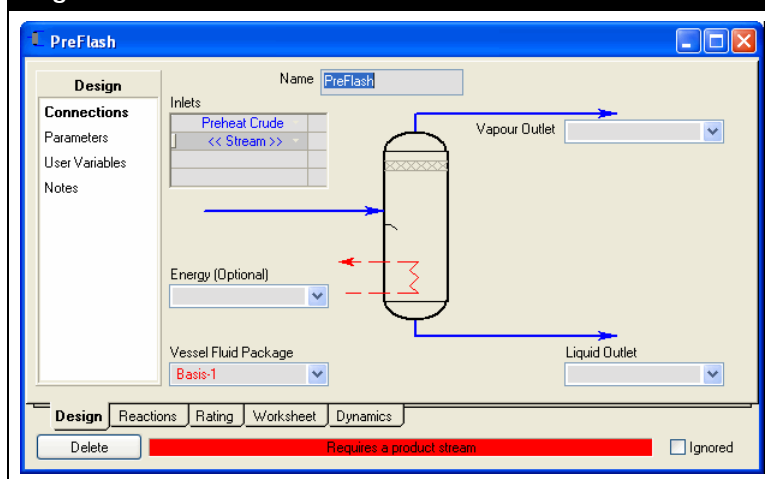 PreFlash
Design
Connections
Parameters
User Variables
Notes
Name PreFlash
Inlets
Preheat Crude
<< Stream >>
Vapour Outlet
Energy (Optional)
Vessel Fluid Package
Basis-1
Liquid Outlet
Design Reactions Rating Worksheet Dynamics
Delete Requires a product stream Ignored